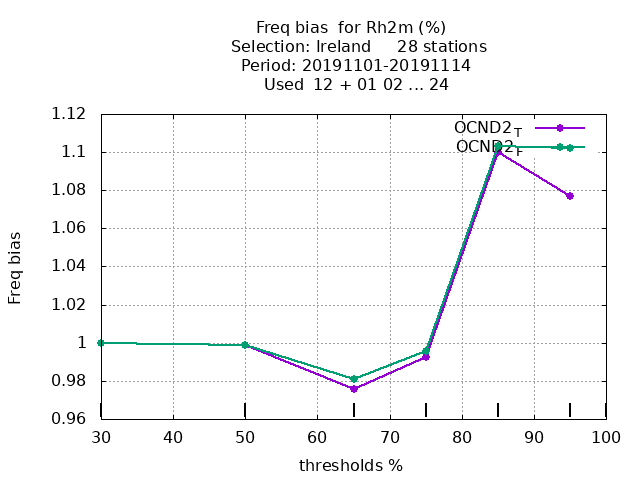 Freq bias for Rh2m (%)
Selection: Ireland 28 stations
Period: 20191101-20191114
Used 12 + 01 02 ... 24
OCND2T
OCND2F
1.12
1.1
1.08
1.06
1.04
1.02
1
0.98
0.96
Freq bias
30 40 50 60 70 80 90 100
thresholds %